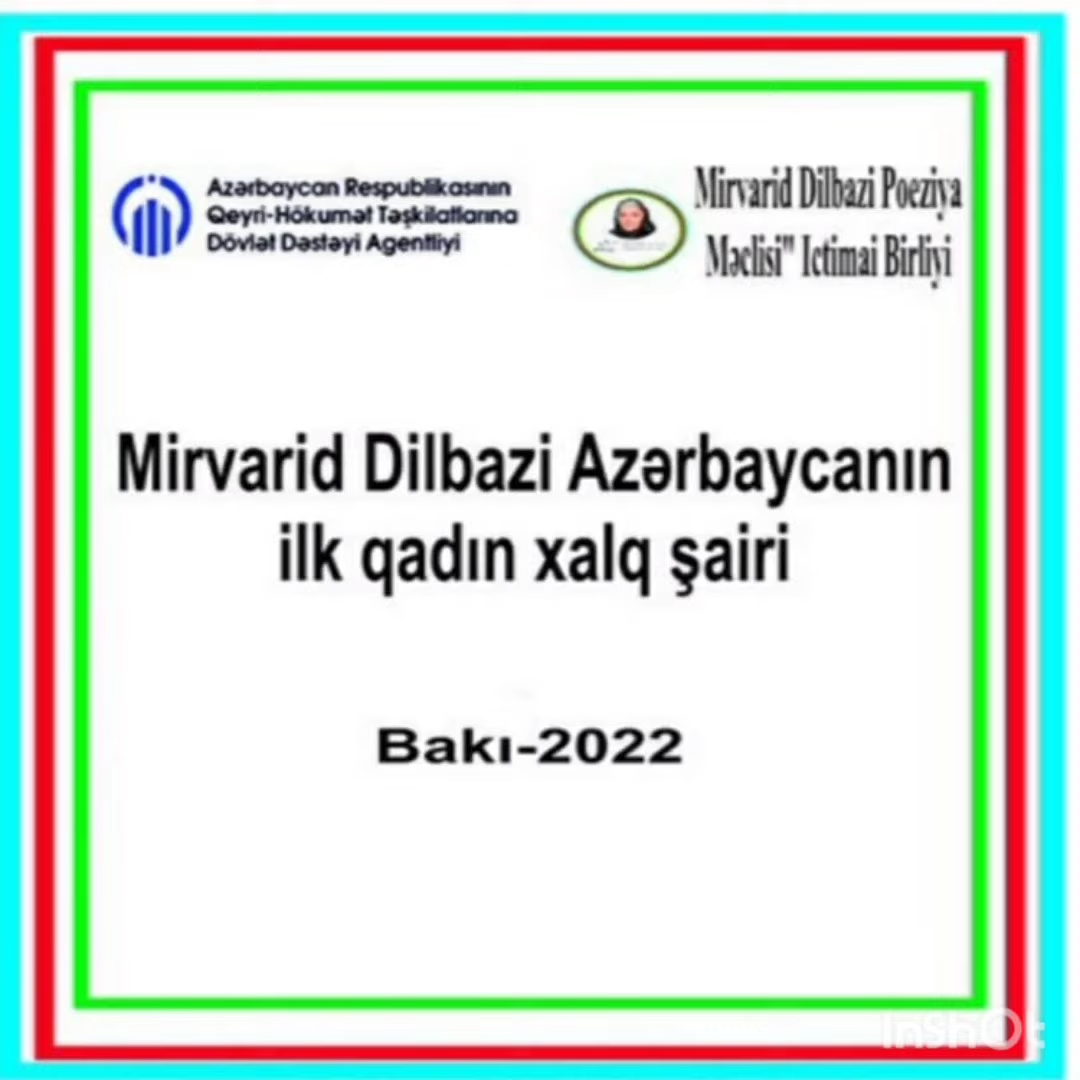 Azərbaycan Respublikasının
Qeyri-Hökumət Təşkilatlarına
Dövlət Dəstəyi Agentliyi
Mirvarid Dilbazi Poeziya
Məclisi" Ictimai Birliyi
Mirvarid Dilbazi Azərbaycanın
ilk qadın xalq şairi
Bakı-2022
InShOt